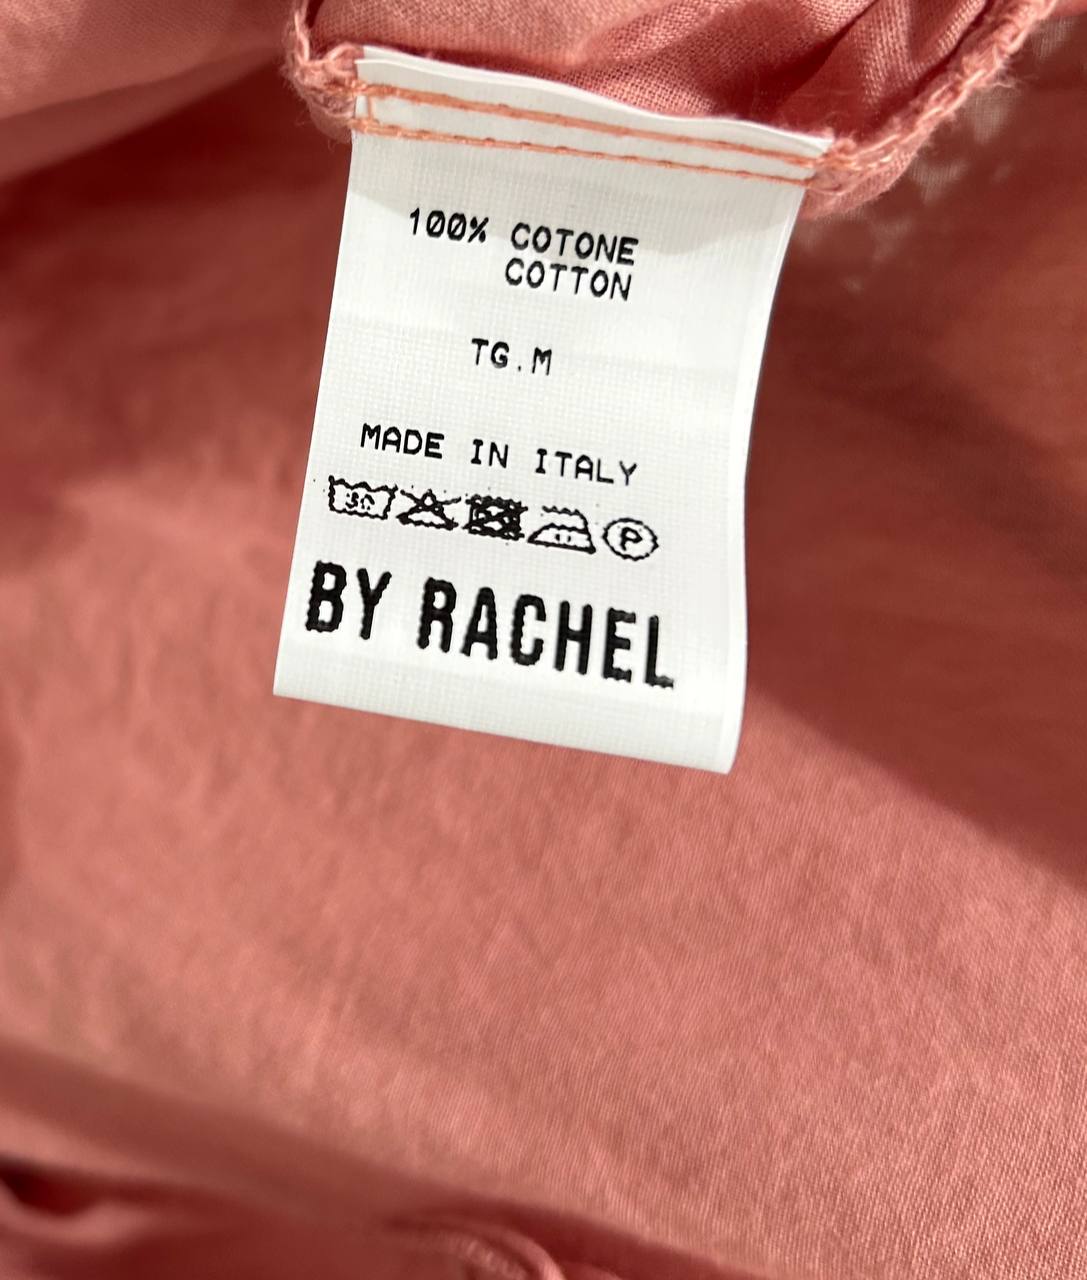 100% COTONE
COTTON
TG.M
MADE IN ITALY
30 P
BY RACHEL